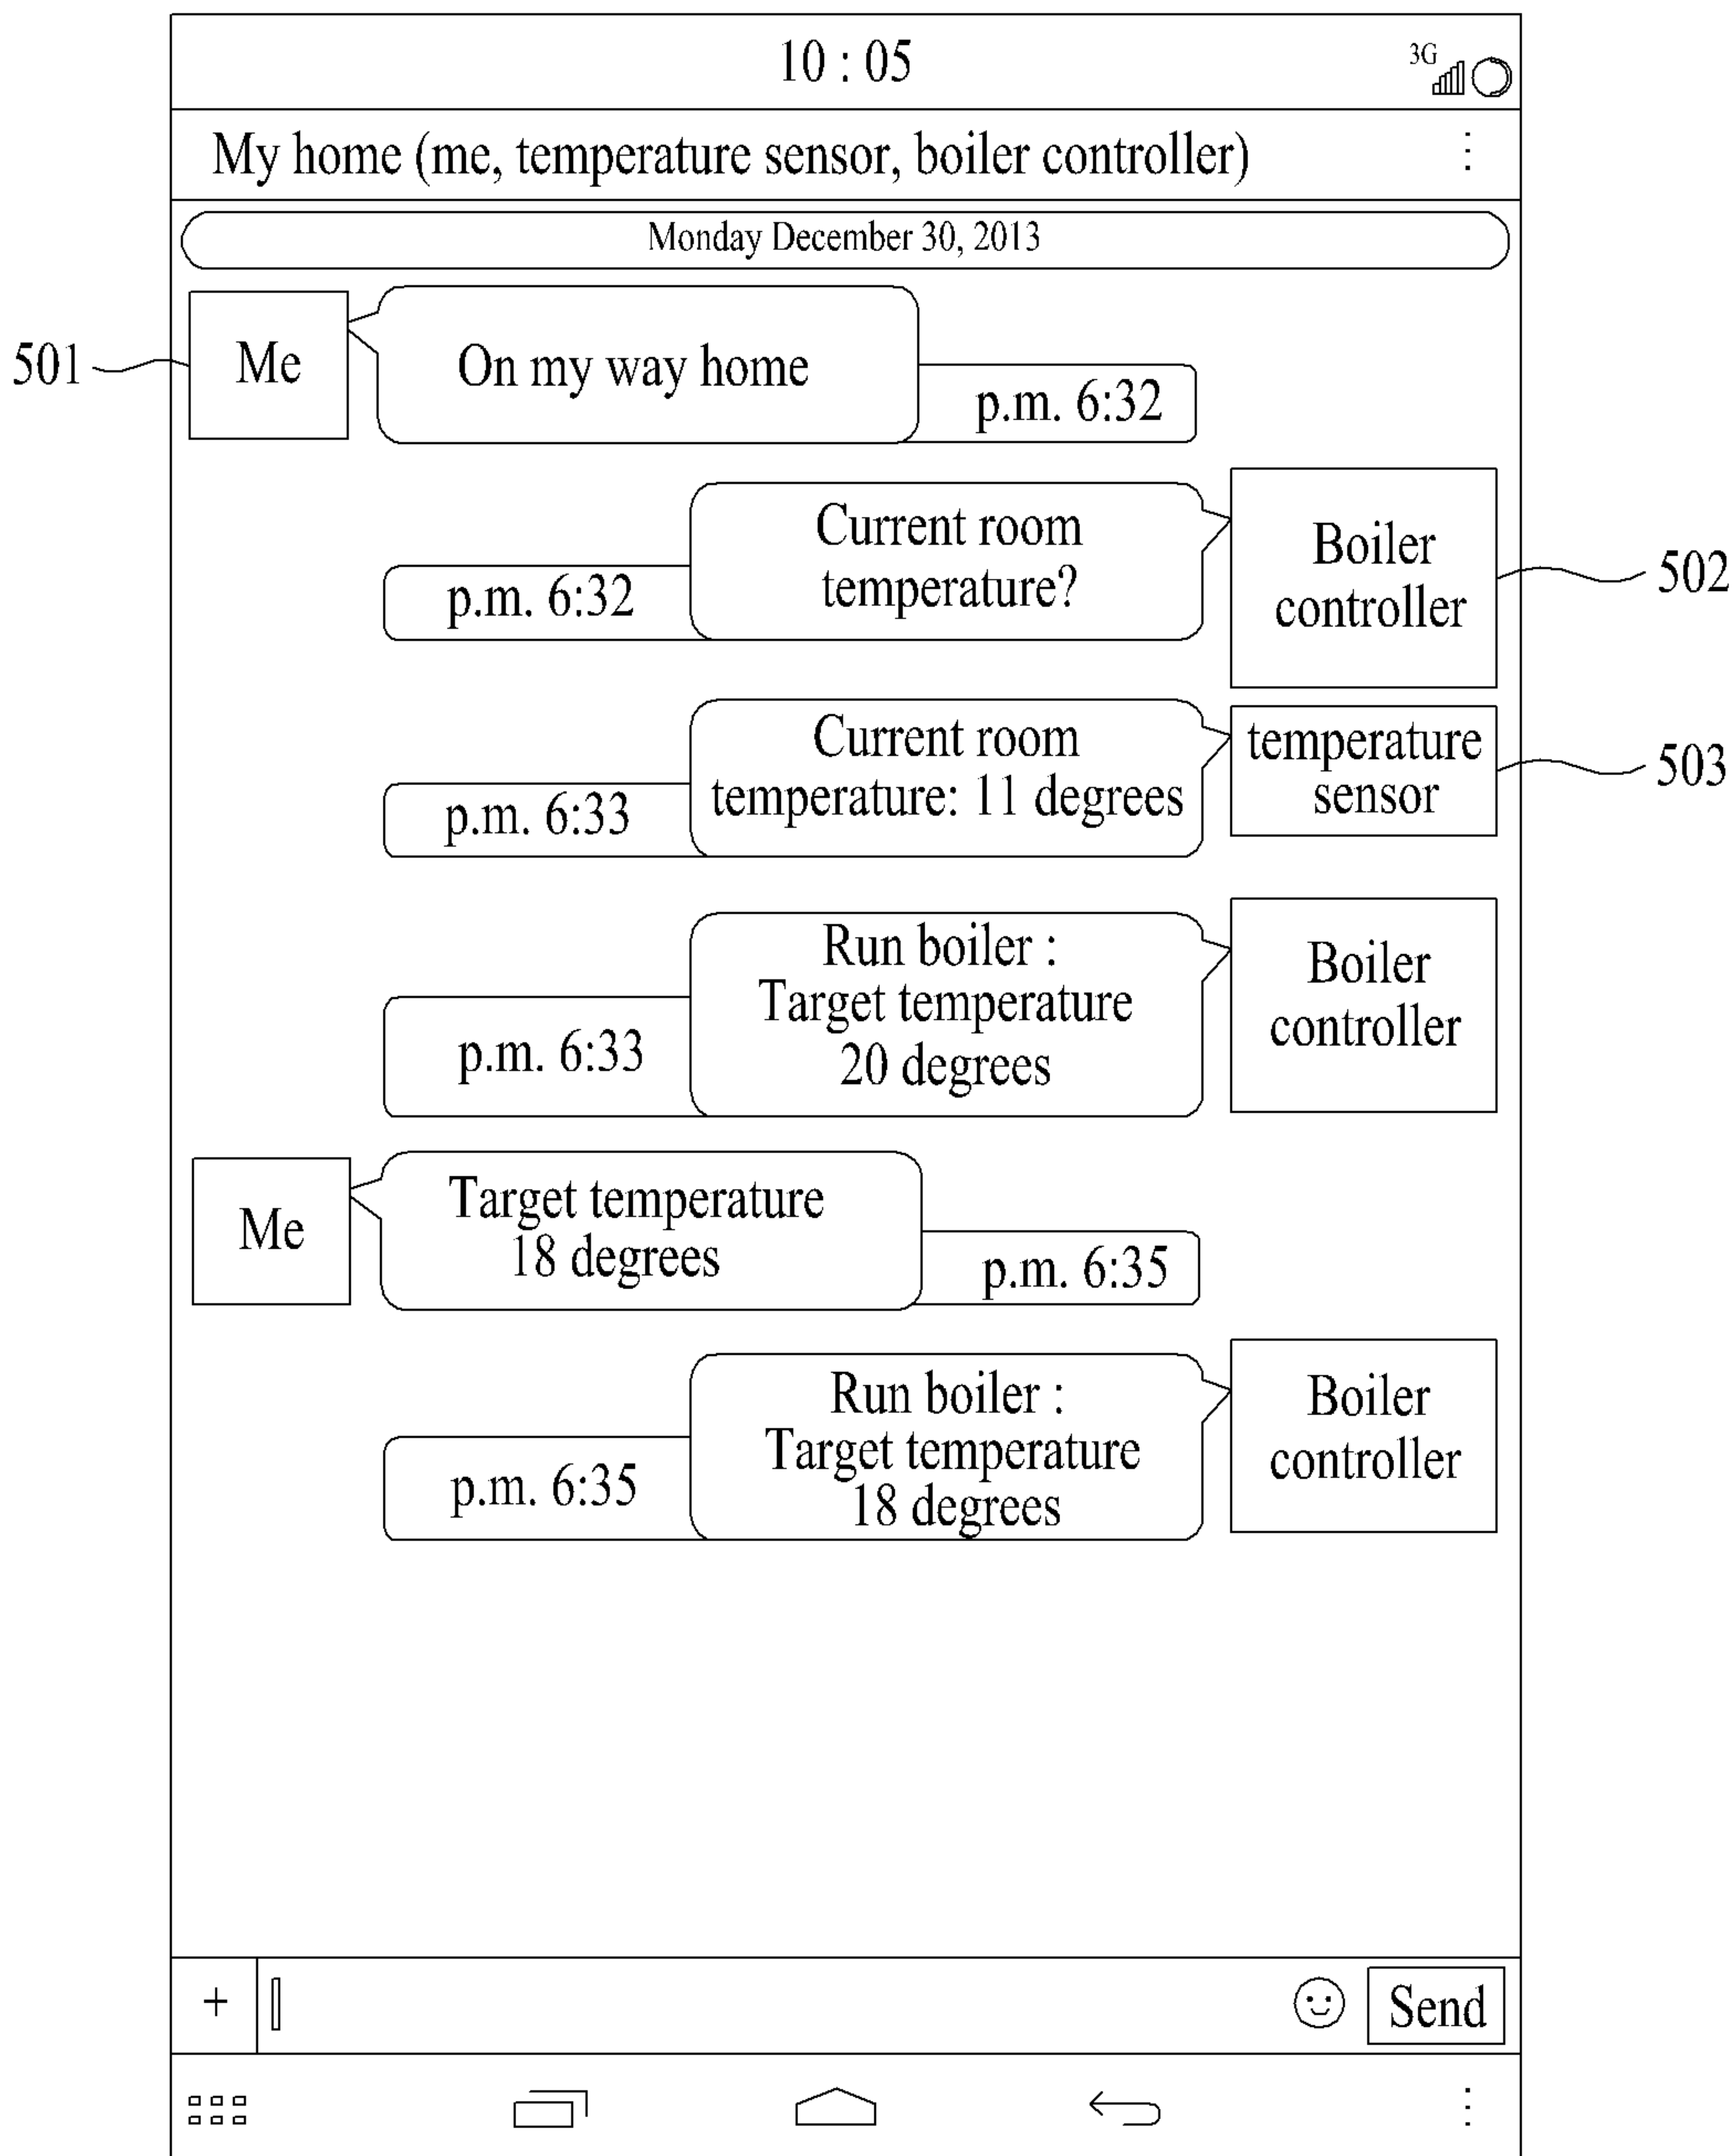 10 : 05
3G
My home (me, temperature sensor, boiler controller)
Monday December 30, 2013
501
Me
On my way home
p.m. 6:32
Current room
temperature?
p.m. 6:32
Boiler
controller
502
Current room
temperature: 11 degrees
p.m. 6:33
temperature
sensor
503
Run boiler :
Target temperature
20 degrees
p.m. 6:33
Boiler
controller
Me
Target temperature
18 degrees
p.m. 6:35
Run boiler :
Target temperature
18 degrees
p.m. 6:35
Boiler
controller
+
Send